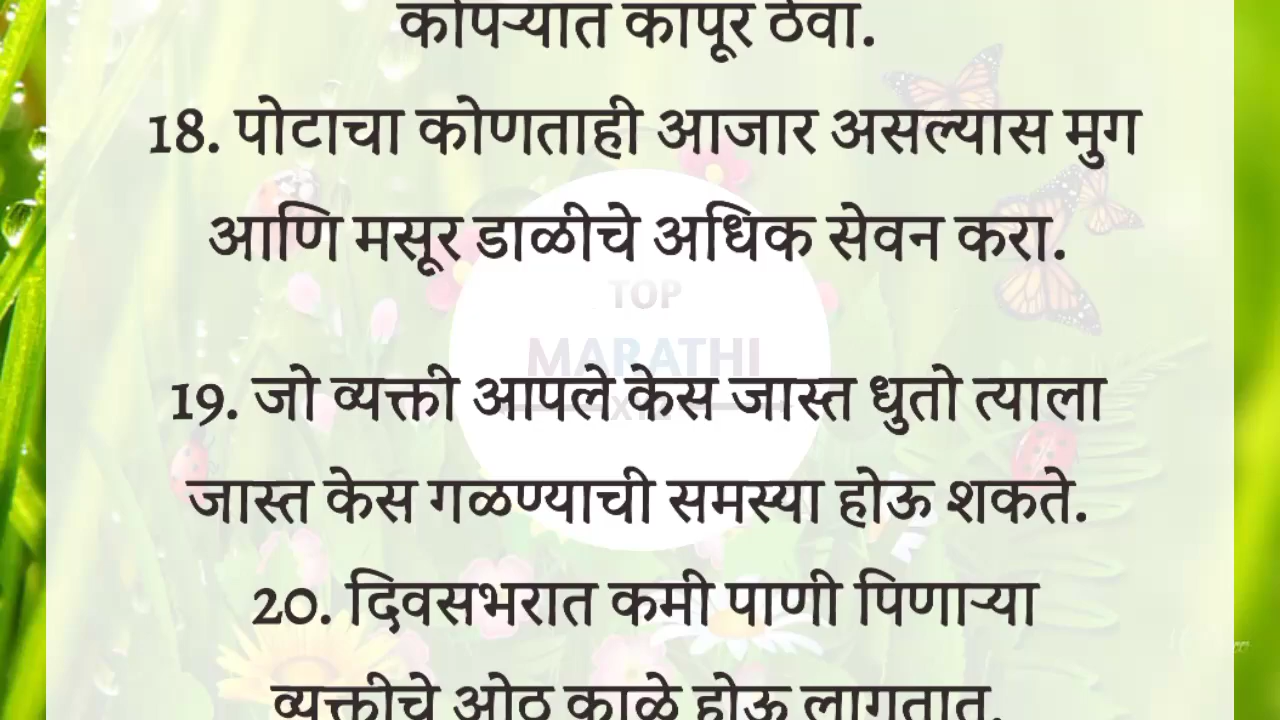 कोपऱ्यात कापूर ठेवा.
18. पोटाचा कोणताही आजार असल्यास मुग
आणि मसूर डाळीचे अधिक सेवन करा.
TOP
MARATHI
19. जो व्यक्ती आपले केस जास्त धुतो त्याला
जास्त केस गळण्याची समस्या होऊ शकते.
20. दिवसभरात कमी पाणी पिणाऱ्या
व्यक्तीचे ओठ काळे होऊ लागतात.